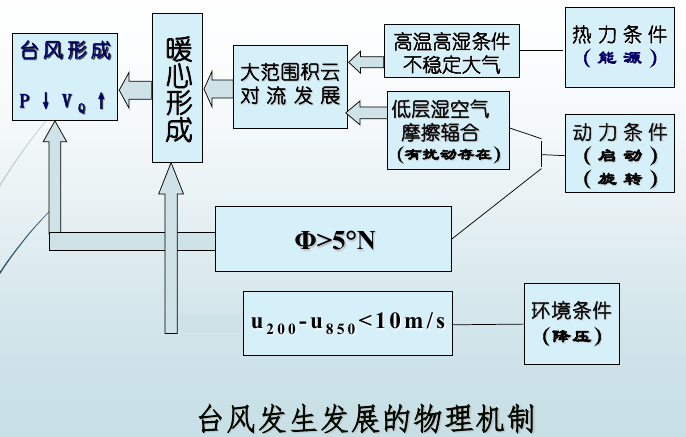 台风形成
P ↓ V_Q ↑
暖心形成
大范围积云
对流发展
高温高湿条件
不稳定大气
低层湿空气
摩擦辐合
(有扰动存在)
热力条件
(能源)
动力条件
(启动)
(旋转)
Φ>5°N
u₂₀₀-u₈₅₀<10m/s
环境条件
(降压)
台风发生发展的物理机制